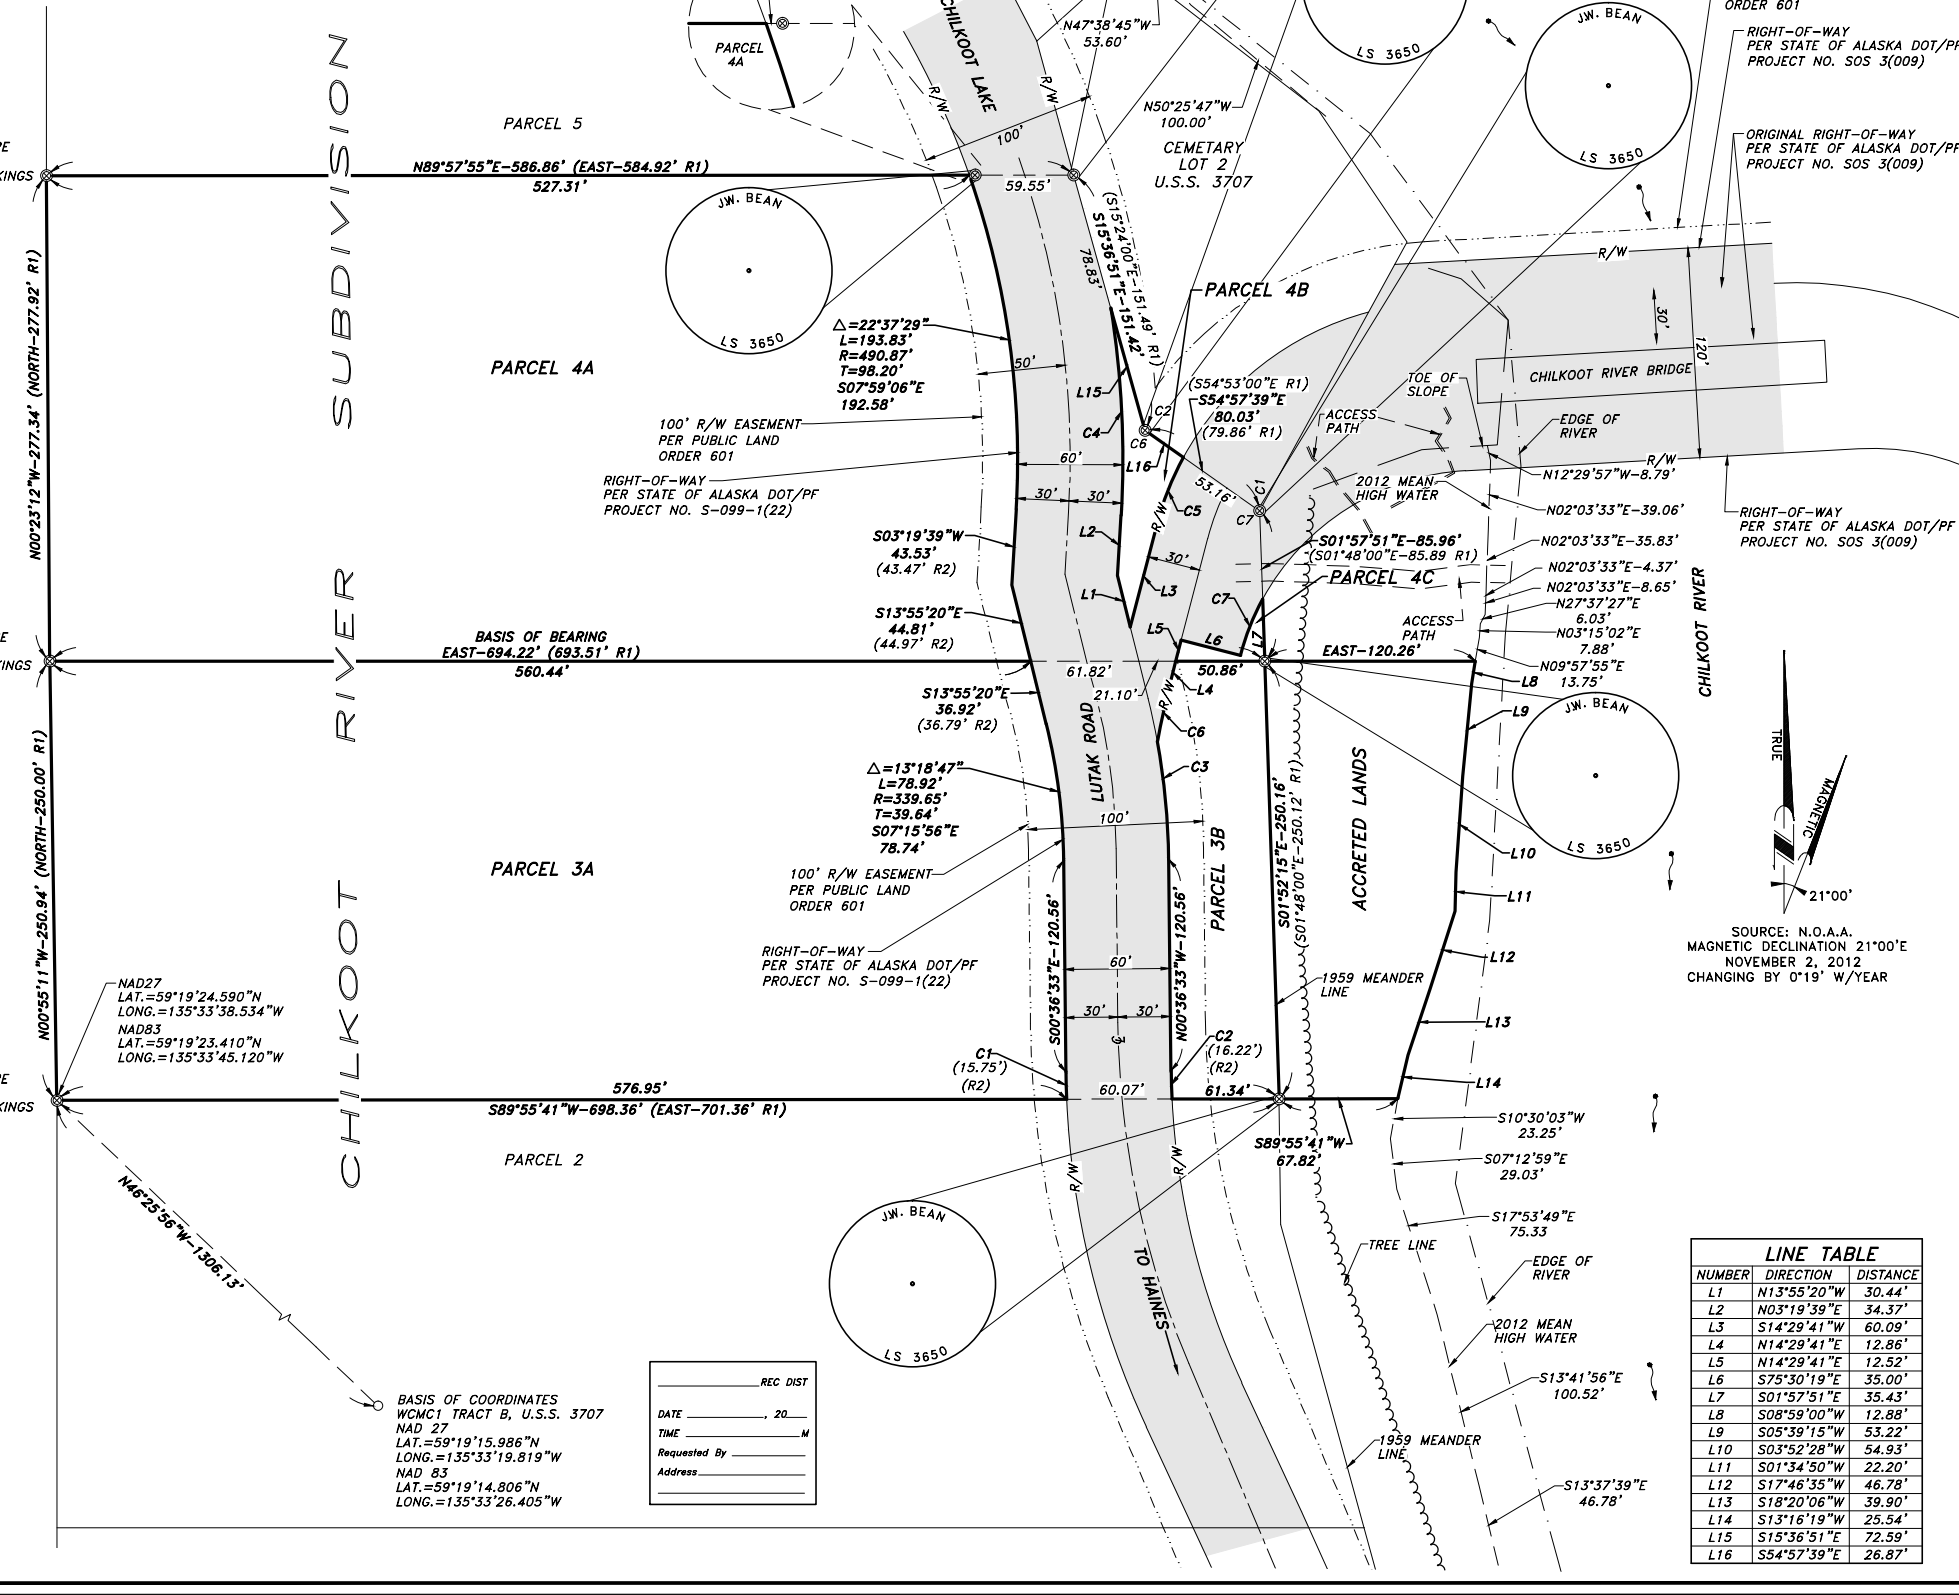 ORDER 601
RIGHT-OF-WAY
PER STATE OF ALASKA DOT/PF
PROJECT NO. SOS 3(009)
ORIGINAL RIGHT-OF-WAY
PER STATE OF ALASKA DOT/PF
PROJECT NO. SOS 3(009)
N47°38'45"W
53.60'
LS 3650
J.W. BEAN
LS 3650
PARCEL
4A
CHILKOOT LAKE
R/W
R/W
100'
N50°25'47"W
100.00'
CEMETARY
LOT 2
U.S.S. 3707
PARCEL 5
KINGS
N89°57'55"E-586.86' (EAST-584.92' R1)
527.31'
59.55'
J.W. BEAN
LS 3650
CHILKOOT RIVER SUBDIVISION
N00°23'12"W-277.34' (NORTH-277.92' R1)
(S15°24'00"E-151.49' R1)
S15°36'51"E-151.42'
78.83'
PARCEL 4B
R/W
30'
120'
CHILKOOT RIVER BRIDGE
△=22°37'29"
L=193.83'
R=490.87'
T=98.20'
S07°59'06"E
192.58'
50'
PARCEL 4A
L15
C4
C2
C6
L16
(S54°53'00"E R1)
S54°57'39"E
80.03'
(79.86' R1)
53.16'
TOE OF
SLOPE
ACCESS
PATH
EDGE OF
RIVER
R/W
N12°29'57"W-8.79'
2012 MEAN
HIGH WATER
N02°03'33"E-39.06'
100' R/W EASEMENT
PER PUBLIC LAND
ORDER 601
RIGHT-OF-WAY
PER STATE OF ALASKA DOT/PF
PROJECT NO. S-099-1(22)
60'
30'
30'
R/W
C5
C1
C7
RIGHT-OF-WAY
PER STATE OF ALASKA DOT/PF
PROJECT NO. SOS 3(009)
S03°19'39"W
43.53'
(43.47' R2)
L2
30'
S01°57'51"E-85.96'
(S01°48'00"E-85.89 R1)
PARCEL 4C
N02°03'33"E-35.83'
N02°03'33"E-4.37'
N02°03'33"E-8.65'
N27°37'27"E
6.03'
N03°15'02"E
7.88'
N09°57'55"E
13.75'
CHILKOOT RIVER
L1
L3
C7
L5
L6
L7
ACCESS
PATH
S13°55'20"E
44.81'
(44.97' R2)
KINGS
BASIS OF BEARING
EAST-694.22' (693.51' R1)
560.44'
61.82'
21.10'
50.86'
EAST-120.26'
L8
L9
S13°55'20"E
36.92'
(36.79' R2)
R/W
L4
C6
J.W. BEAN
LS 3650
LUTAK ROAD
△=13°18'47"
L=78.92'
R=339.65'
T=39.64'
S07°15'56"E
78.74'
C3
100'
N00°55'11"W-250.94' (NORTH-250.00' R1)
PARCEL 3A
PARCEL 3B
S01°52'15"E-250.16'
(S01°48'00"E-250.12' R1)
ACCRETED LANDS
L10
L11
L12
L13
L14
TRUE
MAGNETIC
21°00'
SOURCE: N.O.A.A.
MAGNETIC DECLINATION 21°00'E
NOVEMBER 2, 2012
CHANGING BY 0°19' W/YEAR
100' R/W EASEMENT
PER PUBLIC LAND
ORDER 601
RIGHT-OF-WAY
PER STATE OF ALASKA DOT/PF
PROJECT NO. S-099-1(22)
S00°36'33"E-120.56'
60'
30'
30'
N00°36'33"W-120.56'
1959 MEANDER
LINE
NAD27
LAT.=59°19'24.590"N
LONG.=135°33'38.534"W
NAD83
LAT.=59°19'23.410"N
LONG.=135°33'45.120"W
C1
(15.75')
(R2)
C2
(16.22')
(R2)
KINGS
576.95'
S89°55'41"W-698.36' (EAST-701.36' R1)
60.07'
61.34'
S89°55'41"W
67.82'
S10°30'03"W
23.25'
S07°12'59"E
29.03'
S17°53'49"E
75.33
PARCEL 2
R/W
R/W
N46°25'56"W-1306.13'
J.W. BEAN
LS 3650
TO HAINES
TREE LINE
EDGE OF
RIVER
2012 MEAN
HIGH WATER
S13°41'56"E
100.52'
1959 MEANDER
LINE
S13°37'39"E
46.78'
BASIS OF COORDINATES
WCMC1 TRACT B, U.S.S. 3707
NAD 27
LAT.=59°19'15.986"N
LONG.=135°33'19.819"W
NAD 83
LAT.=59°19'14.806"N
LONG.=135°33'26.405"W
REC DIST
DATE , 20
TIME M
Requested By
Address
LINE TABLE
NUMBER DIRECTION DISTANCE
L1 N13°55'20"W 30.44'
L2 N03°19'39"E 34.37'
L3 S14°29'41"W 60.09'
L4 N14°29'41"E 12.86'
L5 N14°29'41"E 12.52'
L6 S75°30'19"E 35.00'
L7 S01°57'51"E 35.43'
L8 S08°59'00"W 12.88'
L9 S05°39'15"W 53.22'
L10 S03°52'28"W 54.93'
L11 S01°34'50"W 22.20'
L12 S17°46'35"W 46.78'
L13 S18°20'06"W 39.90'
L14 S13°16'19"W 25.54'
L15 S15°36'51"E 72.59'
L16 S54°57'39"E 26.87'